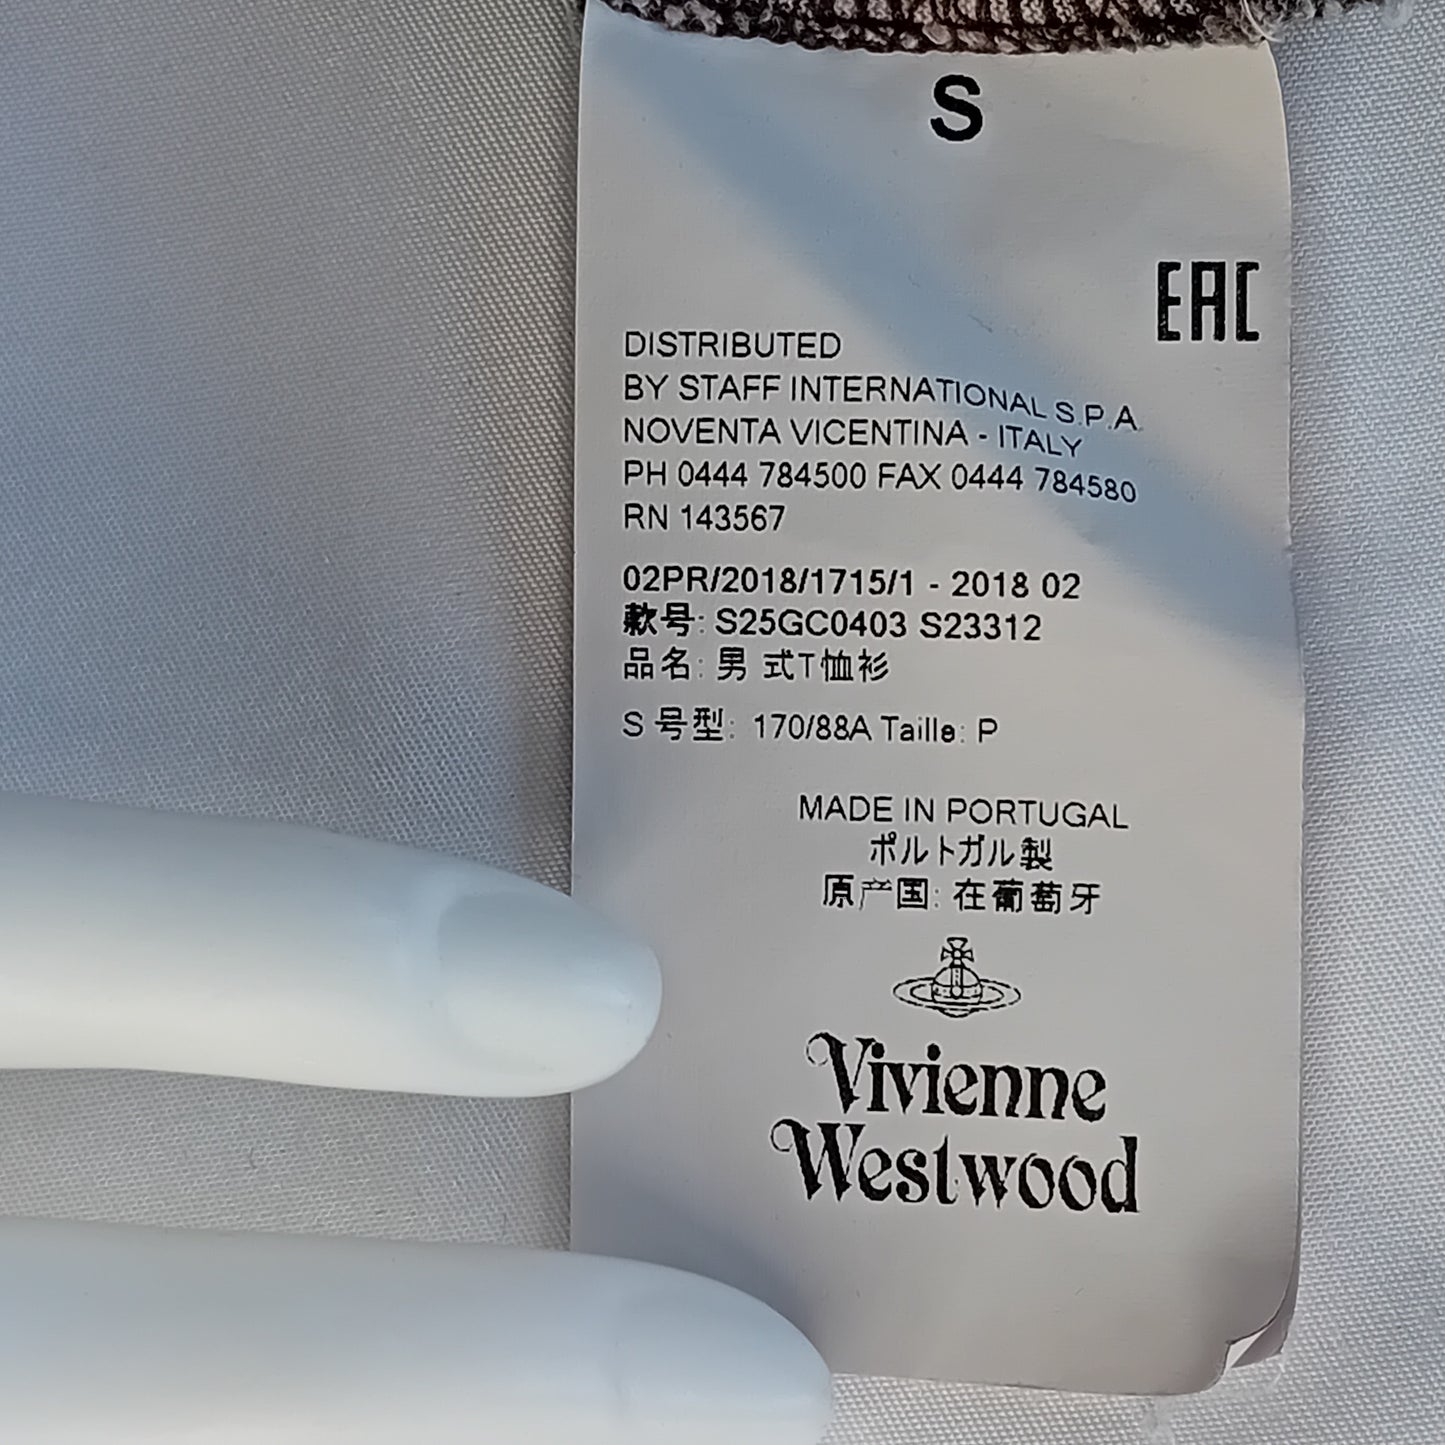 S
EAC
DISTRIBUTED
BY STAFF INTERNATIONAL S.P.A.
NOVENTA VICENTINA - ITALY
PH 0444 784500 FAX 0444 784580
RN 143567
02PR/2018/1715/1 - 2018 02
款号: S25GC0403 S23312
品名: 男 式T恤衫
S 号型: 170/88A Taille: P
MADE IN PORTUGAL
ポルトガル製
原产国: 在葡萄牙
Vivienne
Westwood